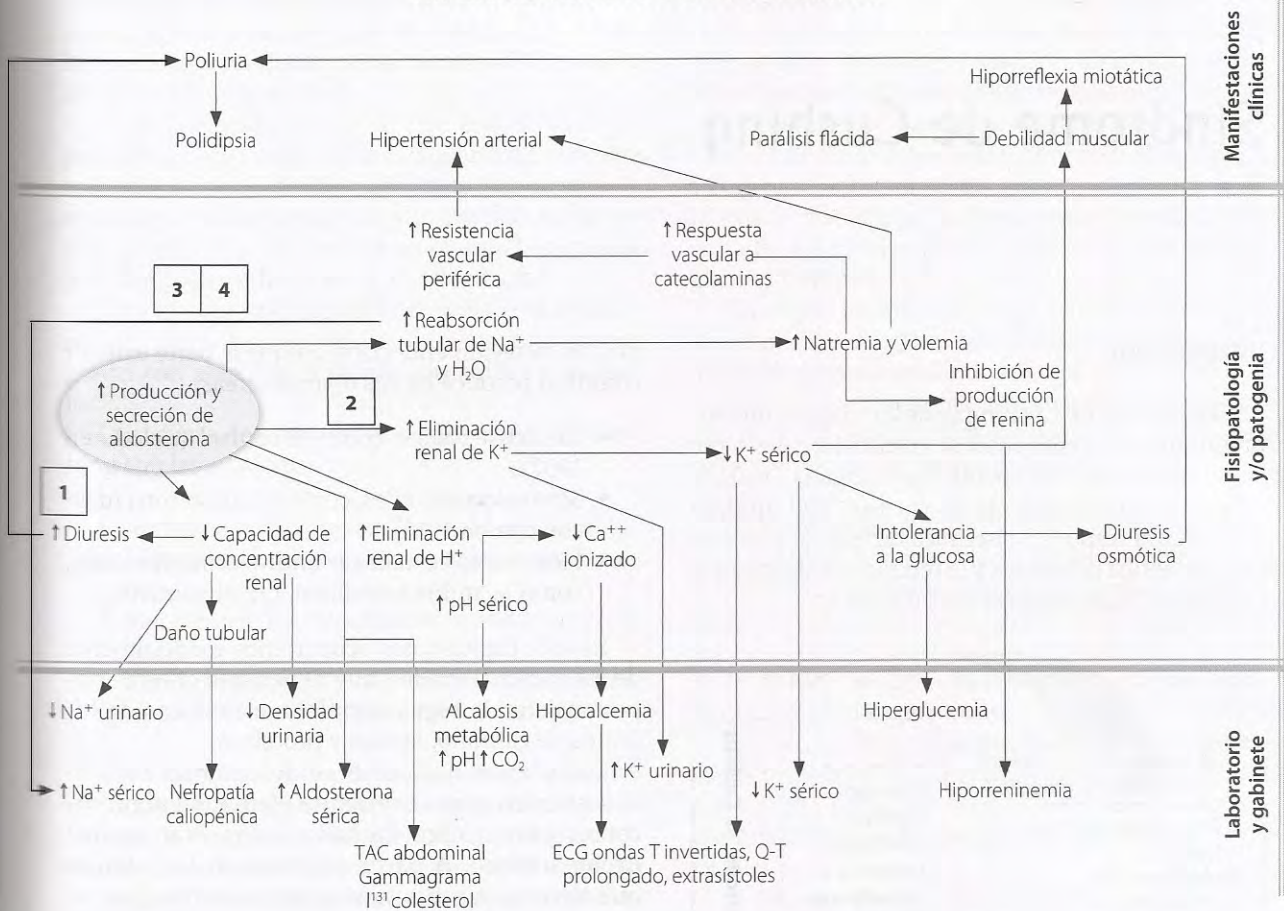 Poliuria
Hiporreflexia miotática
Polidipsia
Hipertensión arterial
Parálisis flácida
Debilidad muscular
Manifestaciones
clínicas
↑ Resistencia
vascular
periférica
↑ Respuesta
vascular a
catecolaminas
3 4
↑ Reabsorción
tubular de Na⁺
y H₂O
↑ Natremia y volemia
Inhibición de
producción
de renina
↑ Producción y
secreción de
aldosterona
2
↑ Eliminación
renal de K⁺
↓ K⁺ sérico
Fisiopatología
y/o patogenia
1
↑ Diuresis
↓ Capacidad de
concentración
renal
↑ Eliminación
renal de H⁺
↓ Ca⁺⁺
ionizado
Intolerancia
a la glucosa
Diuresis
osmótica
↑ pH sérico
Daño tubular
↓ Na⁺ urinario
↓ Densidad
urinaria
Alcalosis
metabólica
↑ pH ↑ CO₂
Hipocalcemia
Hiperglucemia
↑ K⁺ urinario
↑ Na⁺ sérico
Nefropatía
caliopénica
↑ Aldosterona
sérica
↓ K⁺ sérico
Hiporreninemia
Laboratorio
y gabinete
TAC abdominal
Gammagrama
I¹³¹ colesterol
ECG ondas T invertidas, Q-T
prolongado, extrasístoles